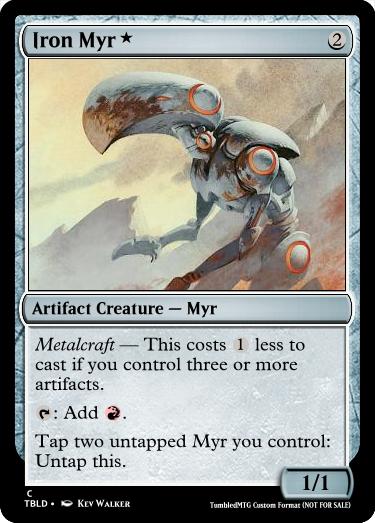 Iron Myr ★ 2
Artifact Creature — Myr
Metalcraft — This costs 1 less to
cast if you control three or more
artifacts.
: Add .
Tap two untapped Myr you control:
Untap this.
1/1
C
TBLD • Kev Walker
TumbledMTG Custom Format (NOT FOR SALE)